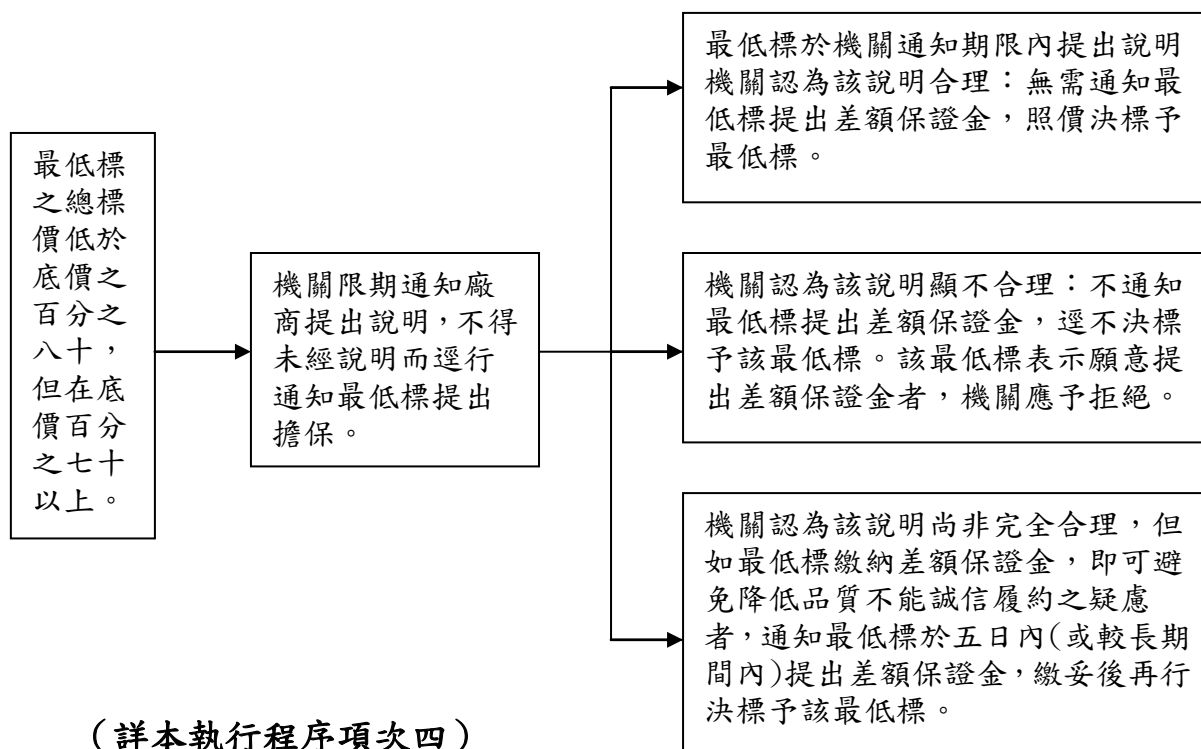 最低標
之總標
價低於
底價之
百分之
八十，
但在底
價百分
之七十
以上。
機關限期通知廠
商提出說明，不得
未經說明而逕行
通知最低標提出
擔保。
最低標於機關通知期限內提出說明
機關認為該說明合理：無需通知最
低標提出差額保證金，照價決標予
最低標。
機關認為該說明顯不合理：不通知
最低標提出差額保證金，逕不決標
予該最低標。該最低標表示願意提
出差額保證金者，機關應予拒絕。
機關認為該說明尚非完全合理，但
如最低標繳納差額保證金，即可避
免降低品質不能誠信履約之疑慮
者，通知最低標於五日內(或較長期
間內)提出差額保證金，繳妥後再行
決標予該最低標。
（詳本執行程序項次四）